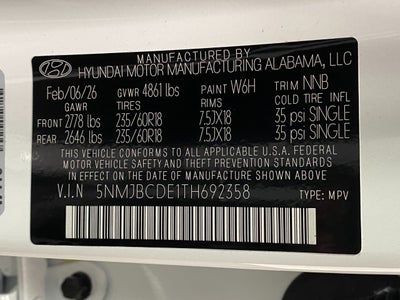 MANUFACTURED BY
HYUNDAI MOTOR MANUFACTURING ALABAMA, LLC
Feb/06/26 GVWR 4861 lbs PAINT W6H TRIM NNB
GAWR TIRES RIMS COLD TIRE INFL
FRONT 2778 lbs 235/60R18 7.5JX18 35 psi SINGLE
REAR 2646 lbs 235/60R18 7.5JX18 35 psi SINGLE
THIS VEHICLE CONFORMS TO ALL APPLICABLE U.S.A. FEDERAL
MOTOR VEHICLE SAFETY AND THEFT PREVENTION STANDARDS
IN EFFECT ON THE DATE OF MANUFACTURE SHOWN ABOVE.
V.I.N 5NMJBCDE1TH692358 TYPE: MPV